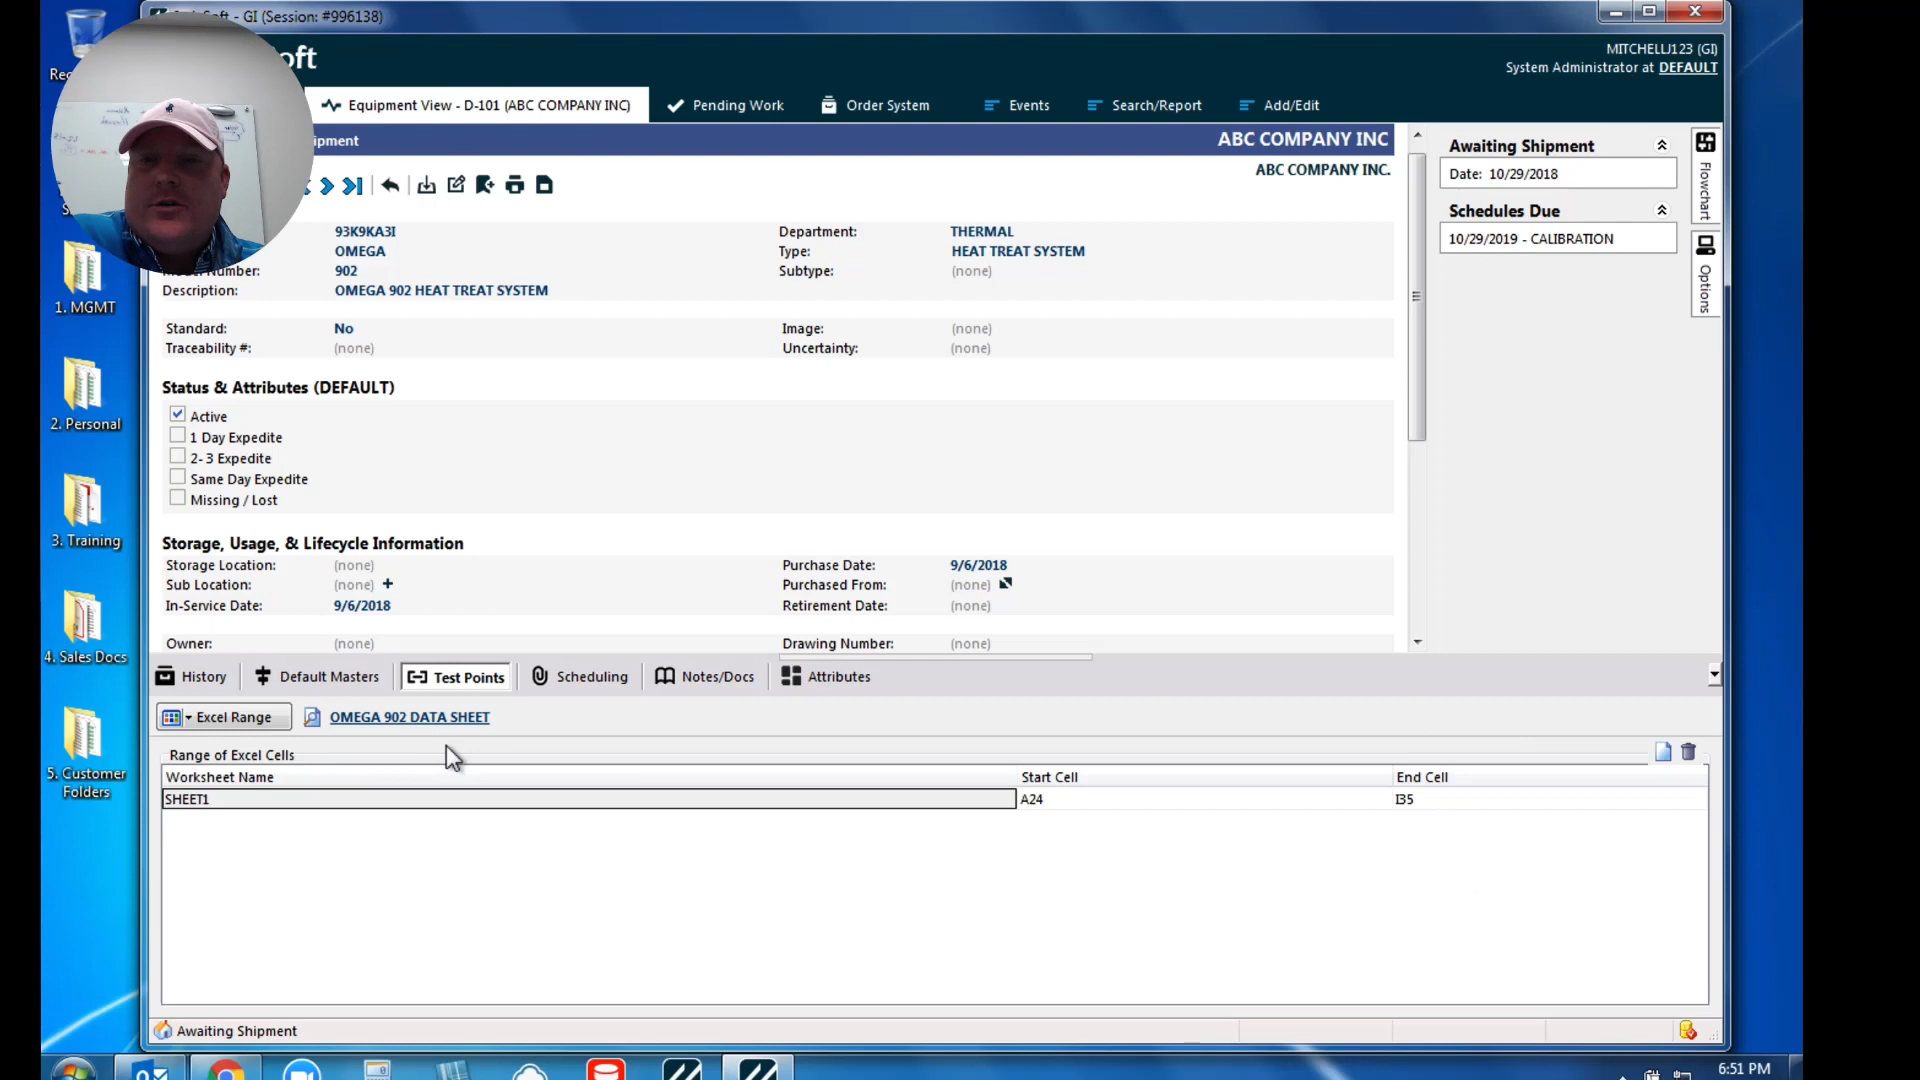 Soft - GI (Session: #996138)
oft
MITCHELLJ123 (GI)
System Administrator at DEFAULT
Equipment View - D-101 (ABC COMPANY INC)
Pending Work
Order System
Events
Search/Report
Add/Edit
ipment
ABC COMPANY INC
ABC COMPANY INC.
93K9KA3I
Department: THERMAL
OMEGA
Type: HEAT TREAT SYSTEM
Number: 902
Subtype: (none)
Description: OMEGA 902 HEAT TREAT SYSTEM
Standard: No
Image: (none)
Traceability #: (none)
Uncertainty: (none)
Status & Attributes (DEFAULT)
Active
1 Day Expedite
2- 3 Expedite
Same Day Expedite
Missing / Lost
Storage, Usage, & Lifecycle Information
Storage Location: (none)
Purchase Date: 9/6/2018
Sub Location: (none)
Purchased From: (none)
In-Service Date: 9/6/2018
Retirement Date: (none)
Owner: (none)
Drawing Number: (none)
Awaiting Shipment
Date: 10/29/2018
Schedules Due
10/29/2019 - CALIBRATION
Flowchart
Options
History
Default Masters
Test Points
Scheduling
Notes/Docs
Attributes
Excel Range
OMEGA 902 DATA SHEET
Range of Excel Cells
Worksheet Name
Start Cell
End Cell
SHEET1
A24
I35
Awaiting Shipment
1. MGMT
2. Personal
3. Training
4. Sales Docs
5. Customer
Folders
6:51 PM